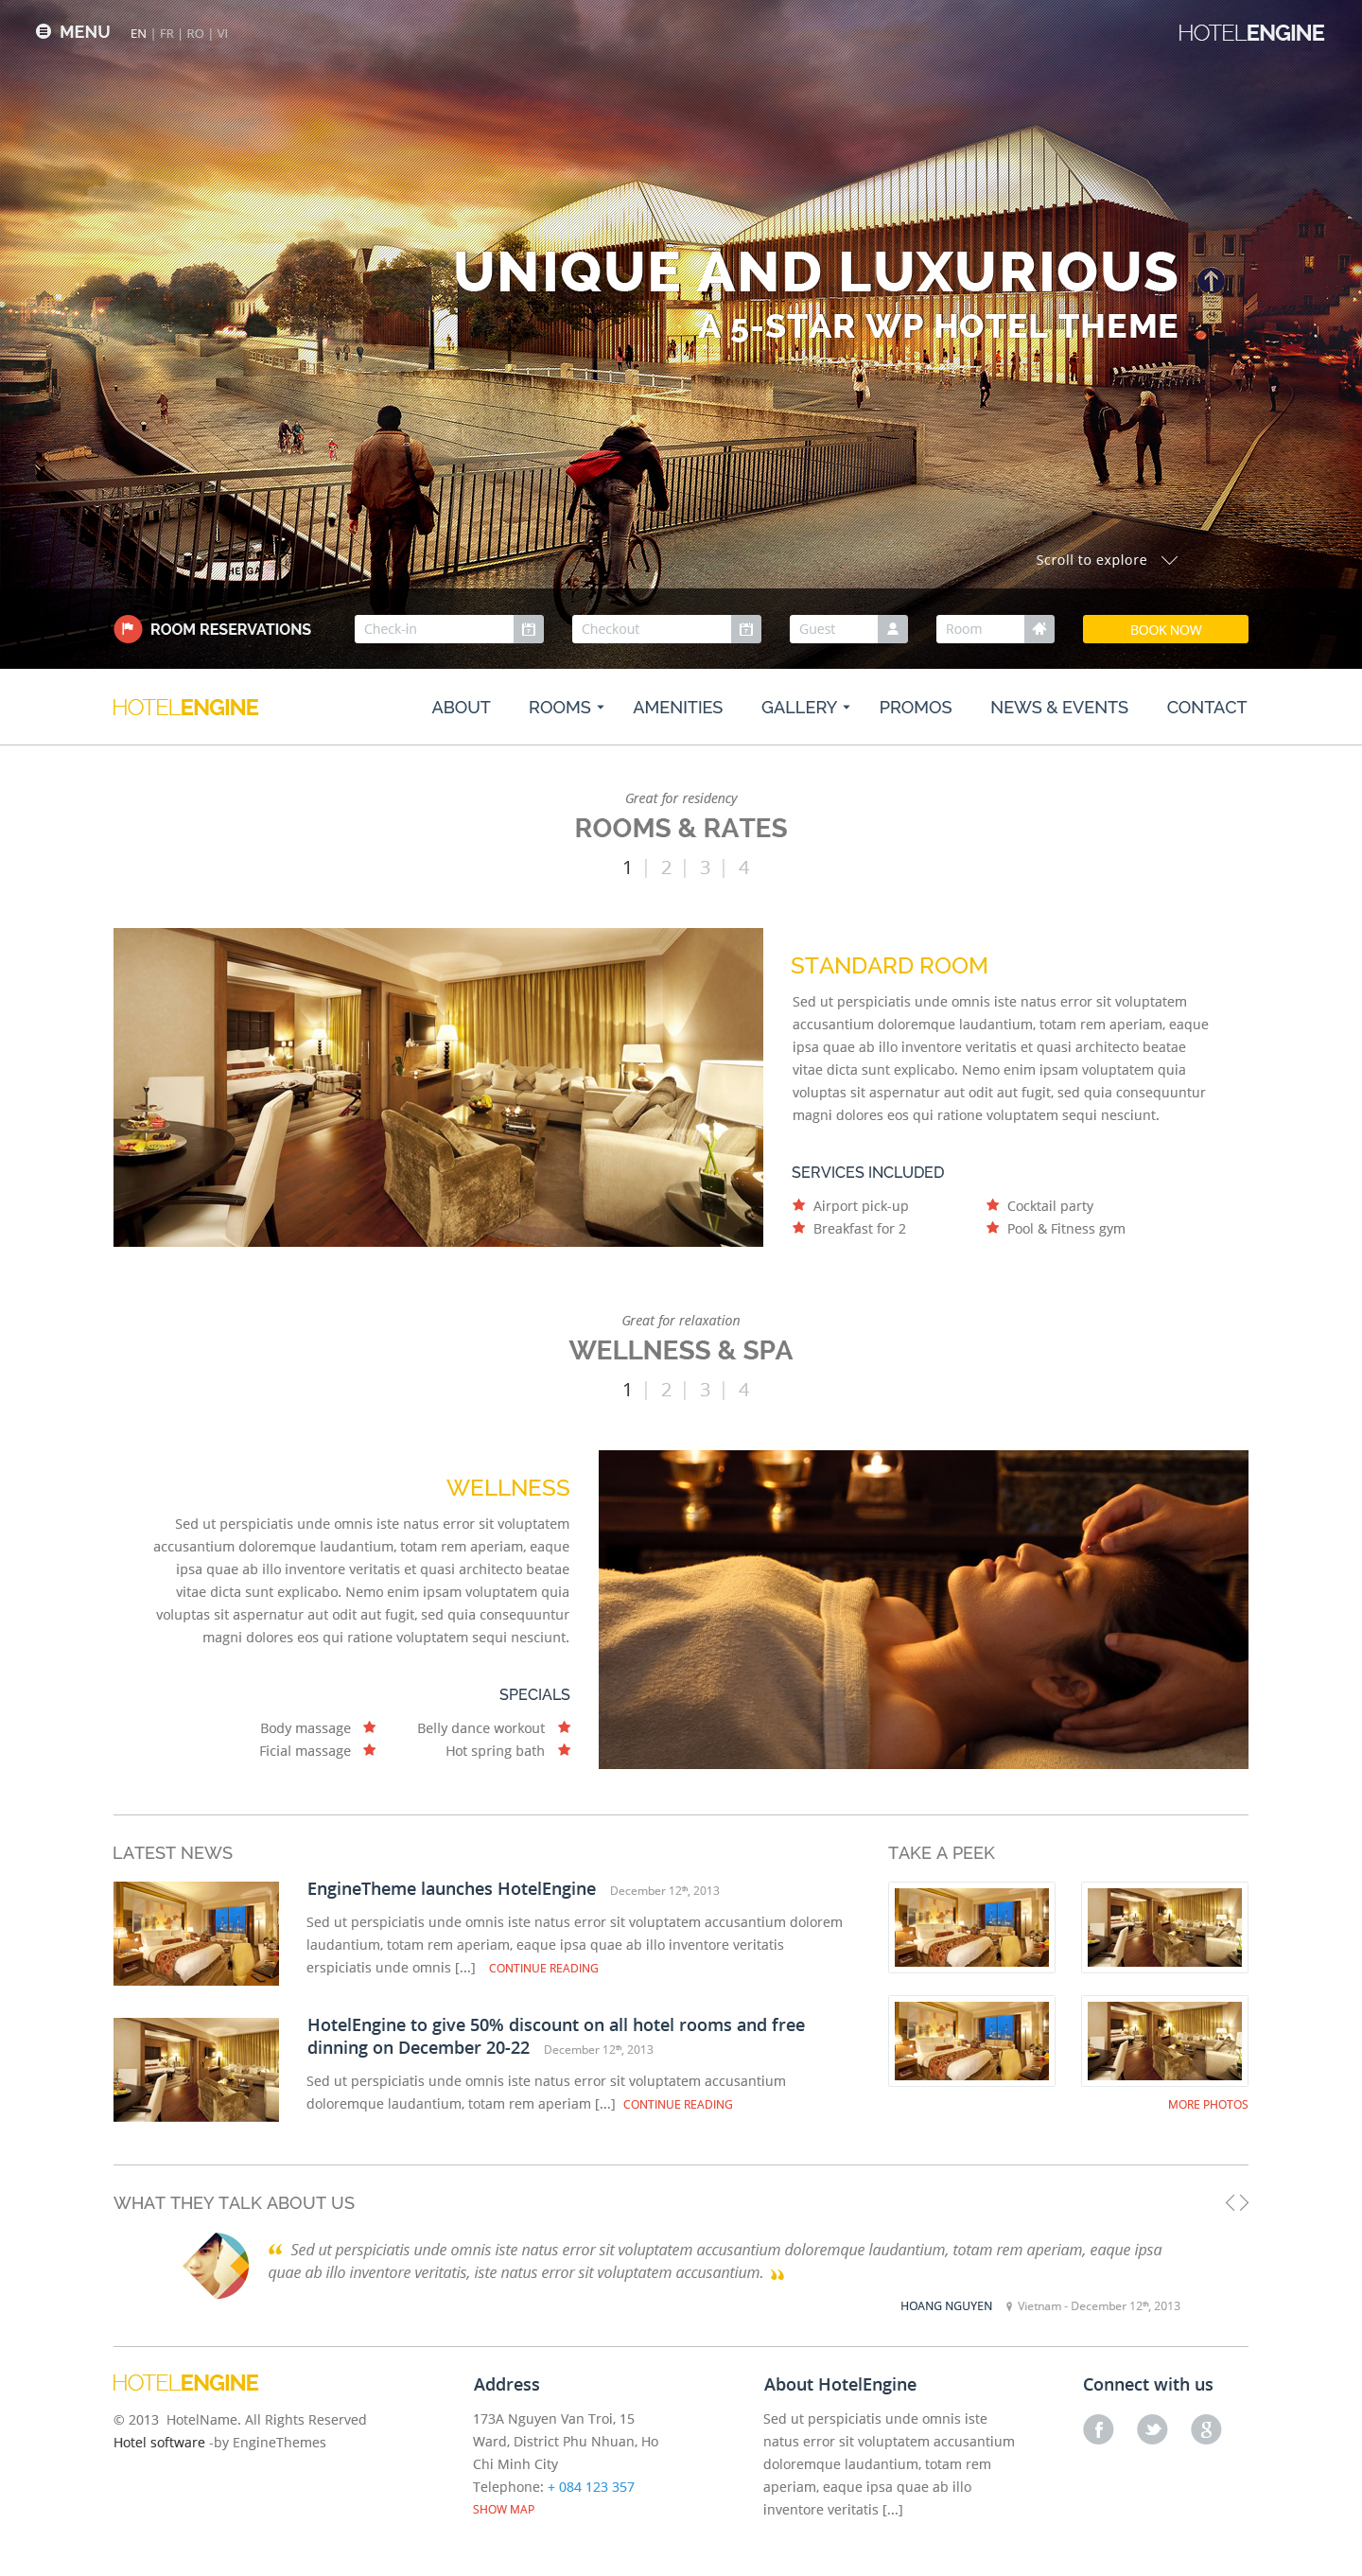 MENU EN | FR | RO | VI
HOTELENGINE
UNIQUE AND LUXURIOUS
A 5-STAR WP HOTEL THEME
HELGA
Scroll to explore
ROOM RESERVATIONS Check-in Checkout Guest Room BOOK NOW
HOTELENGINE ABOUT ROOMS AMENITIES GALLERY PROMOS NEWS & EVENTS CONTACT
Great for residency
ROOMS & RATES
1 | 2 | 3 | 4
STANDARD ROOM
Sed ut perspiciatis unde omnis iste natus error sit voluptatem
accusantium doloremque laudantium, totam rem aperiam, eaque
ipsa quae ab illo inventore veritatis et quasi architecto beatae
vitae dicta sunt explicabo. Nemo enim ipsam voluptatem quia
voluptas sit aspernatur aut odit aut fugit, sed quia consequuntur
magni dolores eos qui ratione voluptatem sequi nesciunt.
SERVICES INCLUDED
Airport pick-up Cocktail party
Breakfast for 2 Pool & Fitness gym
Great for relaxation
WELLNESS & SPA
1 | 2 | 3 | 4
WELLNESS
Sed ut perspiciatis unde omnis iste natus error sit voluptatem
accusantium doloremque laudantium, totam rem aperiam, eaque
ipsa quae ab illo inventore veritatis et quasi architecto beatae
vitae dicta sunt explicabo. Nemo enim ipsam voluptatem quia
voluptas sit aspernatur aut odit aut fugit, sed quia consequuntur
magni dolores eos qui ratione voluptatem sequi nesciunt.
SPECIALS
Body massage Belly dance workout
Ficial massage Hot spring bath
LATEST NEWS
EngineTheme launches HotelEngine December 12th, 2013
Sed ut perspiciatis unde omnis iste natus error sit voluptatem accusantium dolorem
laudantium, totam rem aperiam, eaque ipsa quae ab illo inventore veritatis
erspiciatis unde omnis [...] CONTINUE READING
HotelEngine to give 50% discount on all hotel rooms and free
dinning on December 20-22 December 12th, 2013
Sed ut perspiciatis unde omnis iste natus error sit voluptatem accusantium
doloremque laudantium, totam rem aperiam [...] CONTINUE READING
TAKE A PEEK
MORE PHOTOS
WHAT THEY TALK ABOUT US
“ Sed ut perspiciatis unde omnis iste natus error sit voluptatem accusantium doloremque laudantium, totam rem aperiam, eaque ipsa
quae ab illo inventore veritatis, iste natus error sit voluptatem accusantium. ”
HOANG NGUYEN Vietnam - December 12th, 2013
HOTELENGINE
© 2013 HotelName. All Rights Reserved
Hotel software -by EngineThemes
Address
173A Nguyen Van Troi, 15
Ward, District Phu Nhuan, Ho
Chi Minh City
Telephone: + 084 123 357
SHOW MAP
About HotelEngine
Sed ut perspiciatis unde omnis iste
natus error sit voluptatem accusantium
doloremque laudantium, totam rem
aperiam, eaque ipsa quae ab illo
inventore veritatis [...]
Connect with us